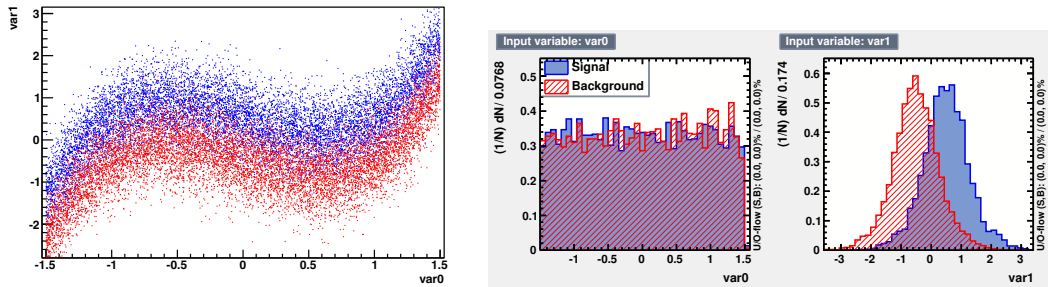 var1
3
2
1
0
-1
-2
-1.5 -1 -0.5 0 0.5 1 1.5
var0
Input variable: var0
(1/N) dN/ 0.0768
Signal
Background
0.5
0.4
0.3
0.2
0.1
0
-1 -0.5 0 0.5 1 1.5
var0
U/O-flow (S,B): (0.0, 0.0)% / (0.0, 0.0)%
Input variable: var1
(1/N) dN/ 0.174
0.6
0.5
0.4
0.3
0.2
0.1
0
-3 -2 -1 0 1 2 3
var1
U/O-flow (S,B): (0.0, 0.0)% / (0.0, 0.0)%